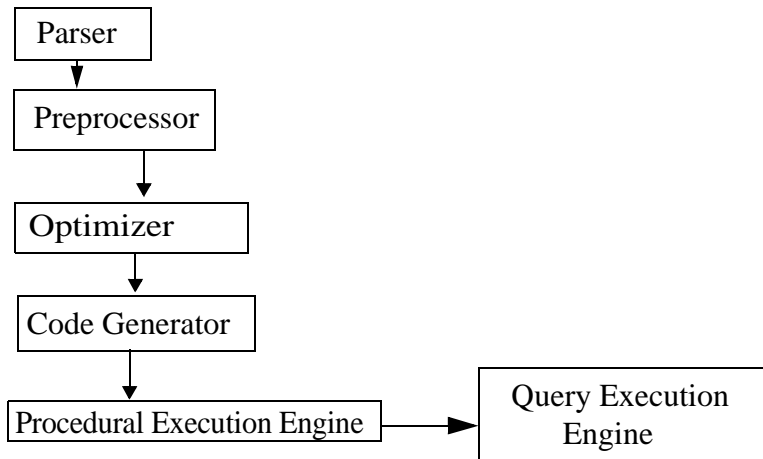 Parser
Preprocessor
Optimizer
Code Generator
Procedural Execution Engine
Query Execution
Engine